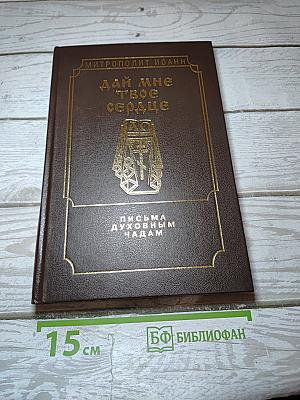 МИТРОПОЛИТ ИОАНН
ДАЙ МНЕ
ТВОЕ
СЕРДЦЕ
ПИСЬМА
ДУХОВНЫМ
ЧАДАМ
15 СМ
БФ БИБЛИОФАН